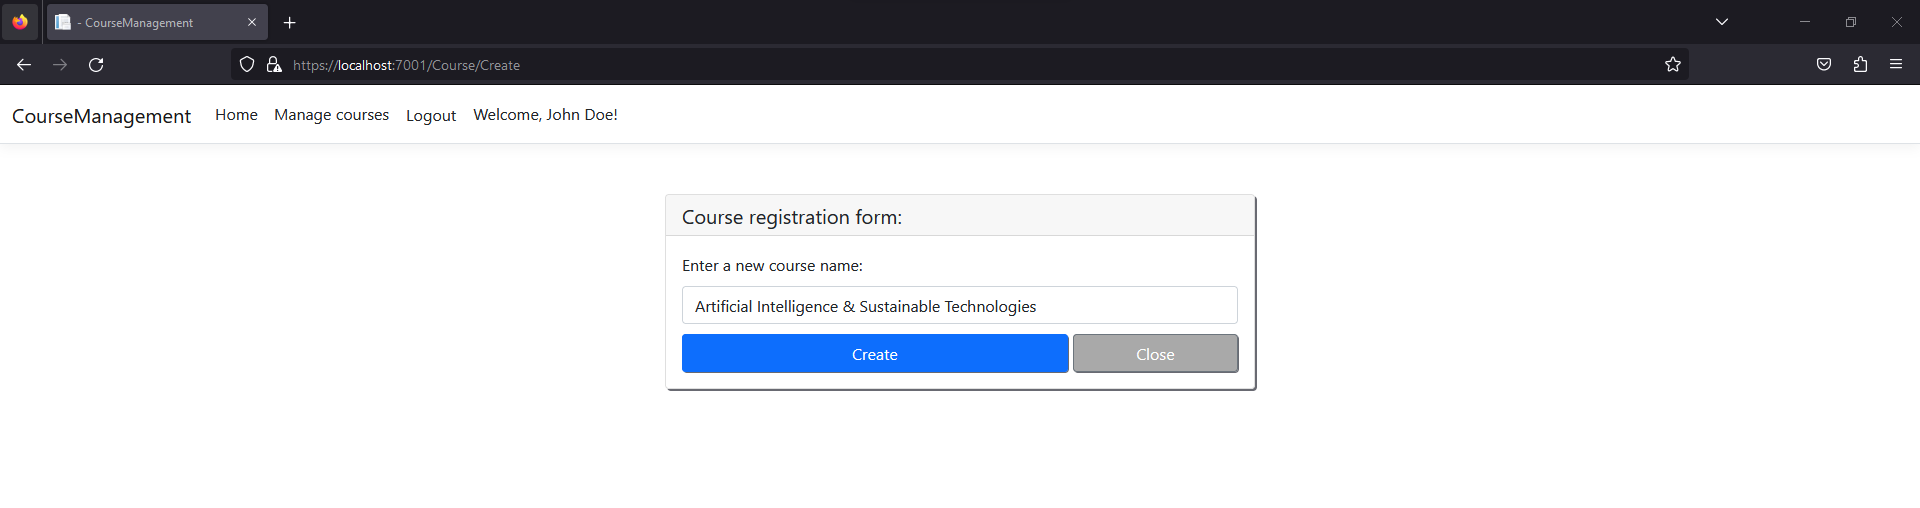 - CourseManagement
https://localhost:7001/Course/Create
CourseManagement Home Manage courses Logout Welcome, John Doe!
Course registration form:
Enter a new course name:
Artificial Intelligence & Sustainable Technologies
Create Close